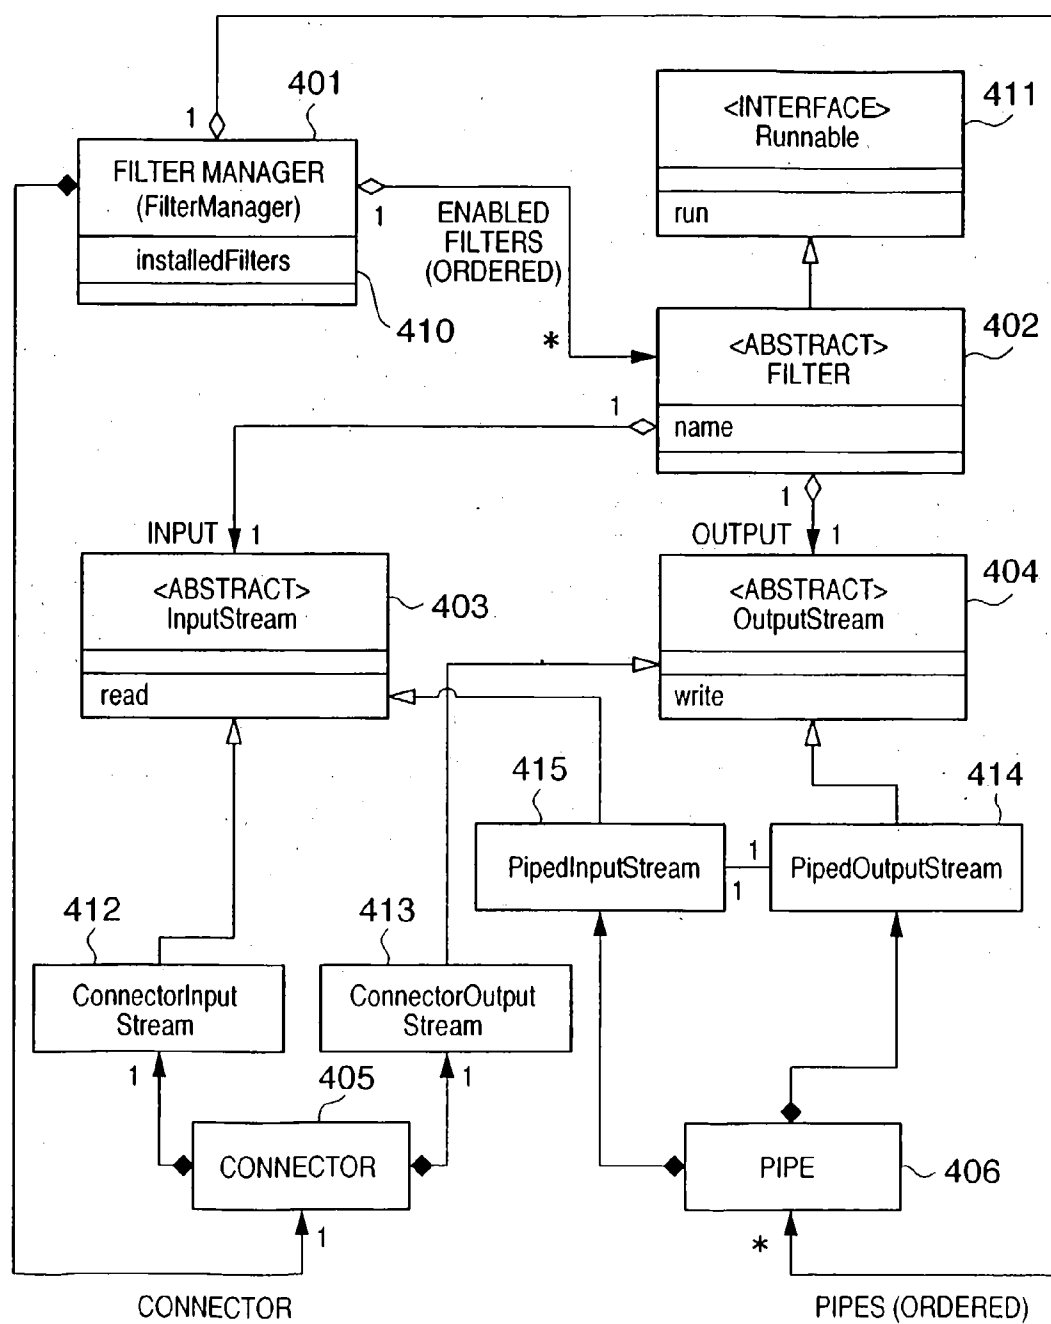 401
411
1
<INTERFACE>
Runnable
FILTER MANAGER
(FilterManager)
1
ENABLED
FILTERS
(ORDERED)
run
installedFilters
410
*
402
<ABSTRACT>
FILTER
1
name
1
INPUT
1
OUTPUT
1
<ABSTRACT>
InputStream
403
<ABSTRACT>
OutputStream
404
read
write
415
414
PipedInputStream
1
1
PipedOutputStream
412
413
ConnectorInput
Stream
ConnectorOutput
Stream
1
1
405
CONNECTOR
PIPE
406
1
*
CONNECTOR
PIPES (ORDERED)